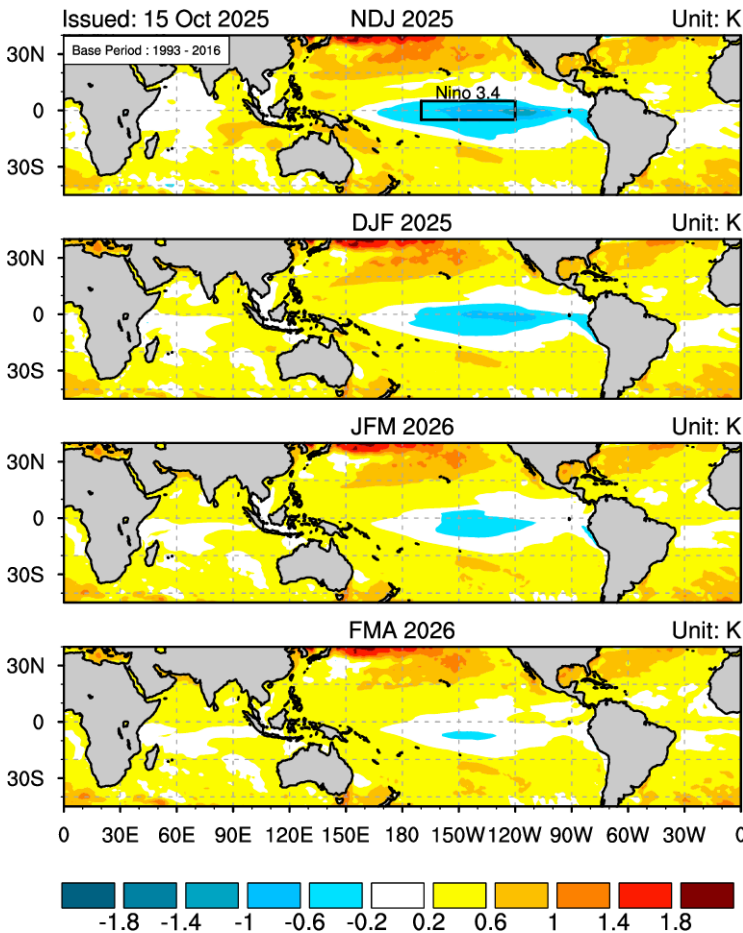 Issued: 15 Oct 2025 NDJ 2025 Unit: K
Base Period : 1993 - 2016
30N
Nino 3.4
0
30S
DJF 2025 Unit: K
30N
0
30S
JFM 2026 Unit: K
30N
0
30S
FMA 2026 Unit: K
30N
0
30S
0 30E 60E 90E 120E 150E 180 150W 120W 90W 60W 30W 0
-1.8 -1.4 -1 -0.6 -0.2 0.2 0.6 1 1.4 1.8